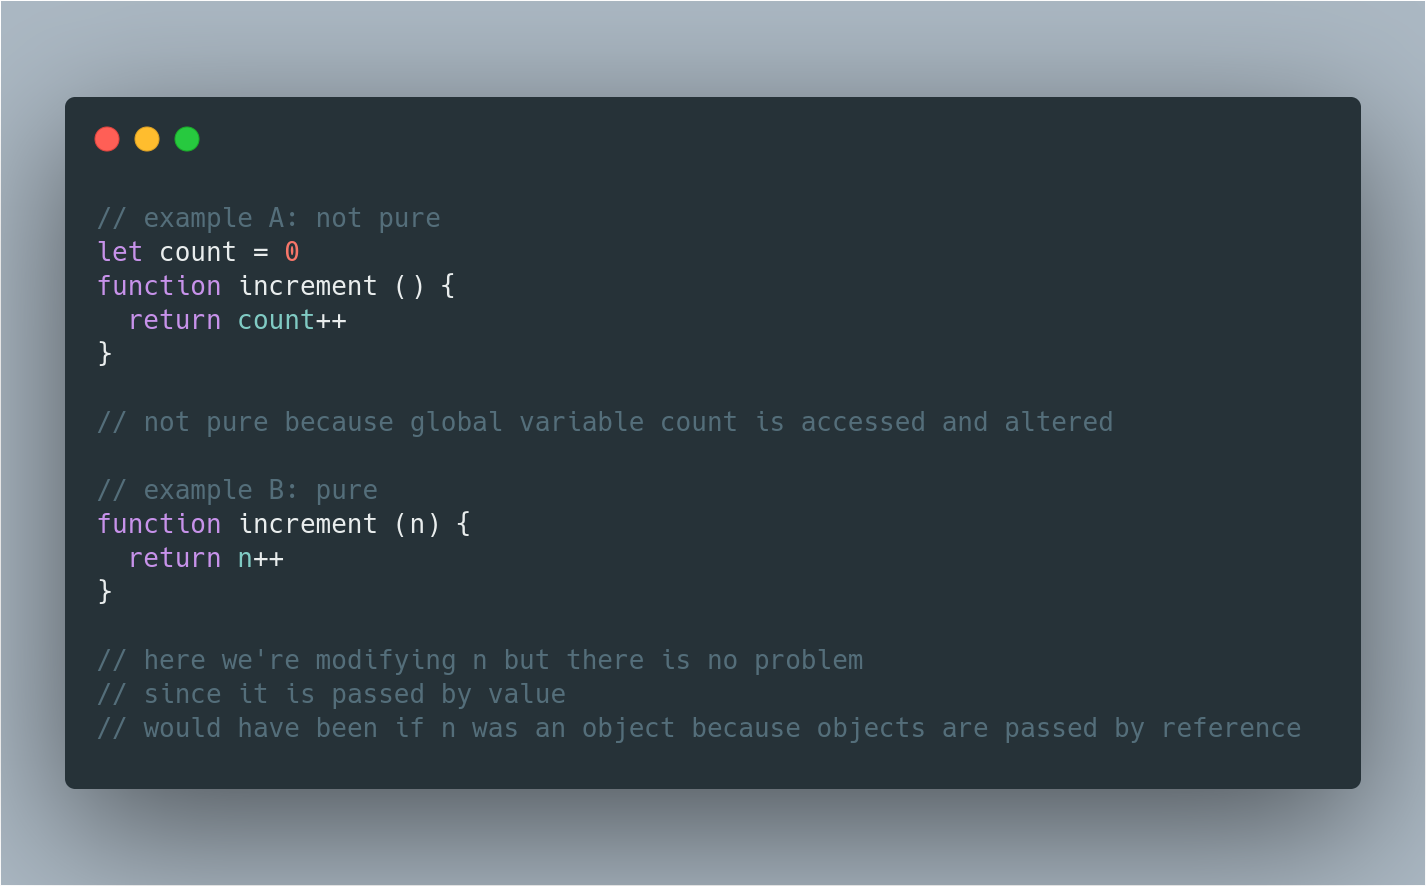 // example A: not pure
let count = 0
function increment () {
  return count++
}
// not pure because global variable count is accessed and altered
// example B: pure
function increment (n) {
  return n++
}
// here we're modifying n but there is no problem
// since it is passed by value
// would have been if n was an object because objects are passed by reference